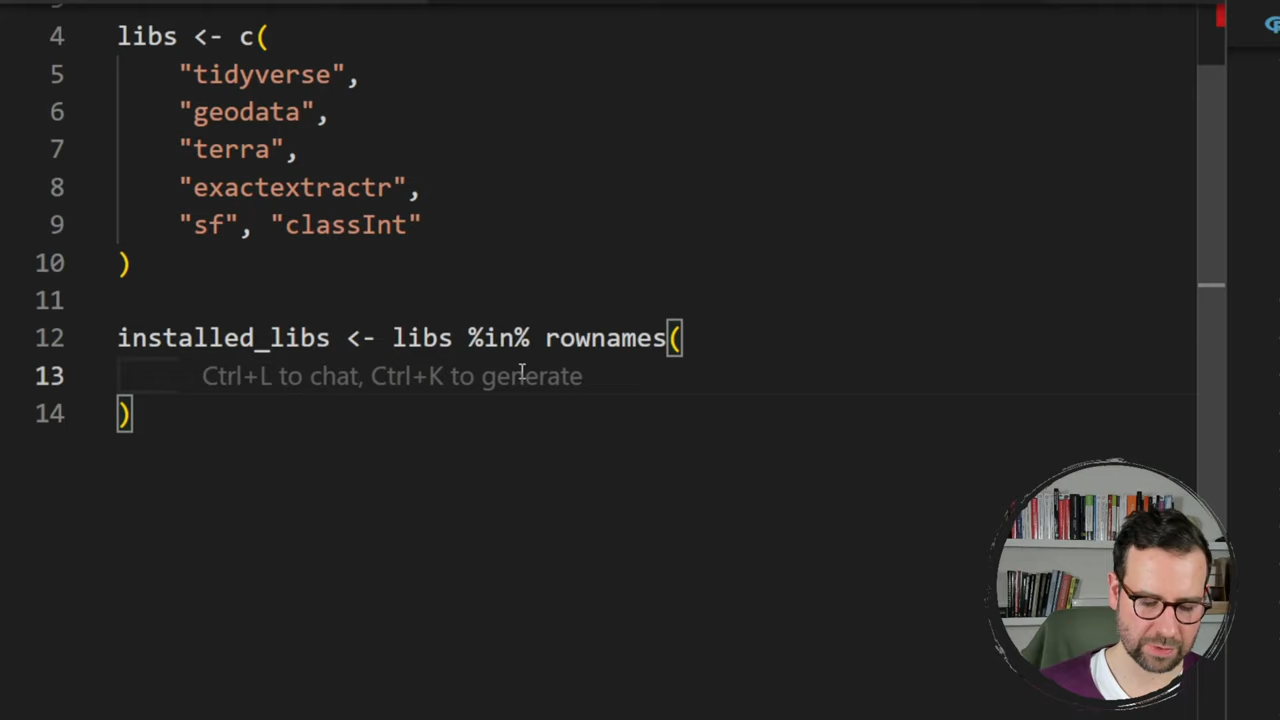 4 libs <- c(
5 "tidyverse",
6 "geodata",
7 "terra",
8 "exactextractr",
9 "sf", "classInt"
10 )
11
12 installed_libs <- libs %in% rownames(
13 Ctrl+L to chat, Ctrl+K to generate
14 )